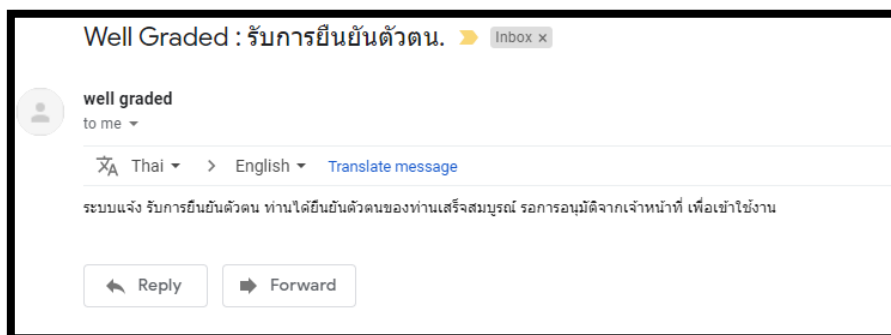 Well Graded : รับการยืนยันตัวตน. Inbox ×
well graded
to me
Thai > English Translate message
ระบบแจ้ง รับการยืนยันตัวตน ท่านได้ยืนยันตัวตนของท่านเสร็จสมบูรณ์ รอการอนุมัติจากเจ้าหน้าที่ เพื่อเข้าใช้งาน
Reply Forward